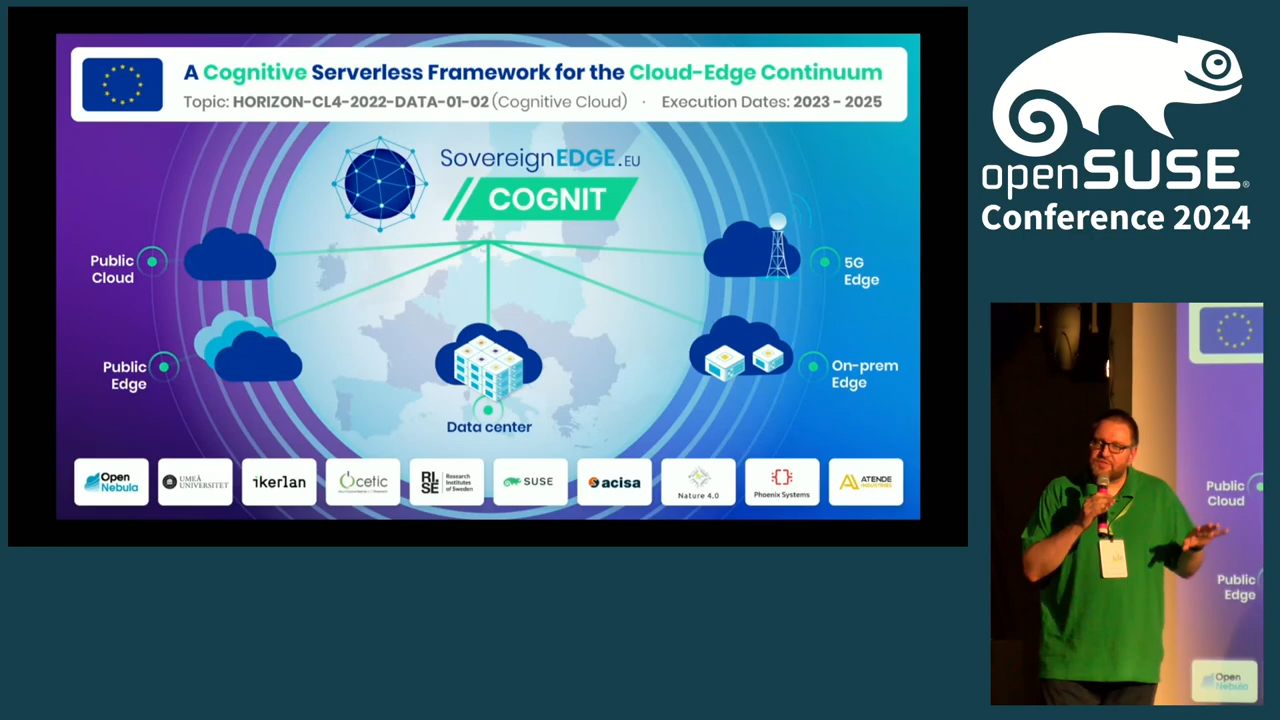 A Cognitive Serverless Framework for the Cloud-Edge Continuum
Topic: HORIZON-CL4-2022-DATA-01-02 (Cognitive Cloud) · Execution Dates: 2023 - 2025
SovereignEDGE.EU
COGNIT
Public
Cloud
5G
Edge
Public
Edge
On-prem
Edge
Data center
Open
Nebula
UMEÅ
UNIVERSITET
ikerlan
cetic
RI.
SE
Research
Institutes
of Sweden
SUSE
acisa
Nature 4.0
Phoenix Systems
ATENDE
INDUSTRIES
openSUSE®
Conference 2024
Public
Cloud
Public
Edge
Open
Nebula